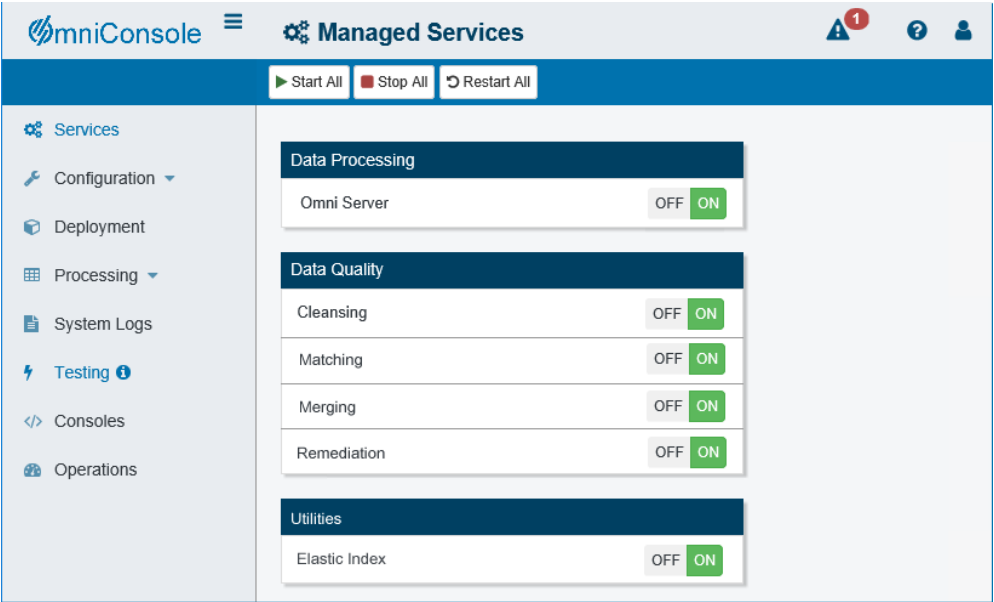 OmniConsole
Managed Services
1
Start All
Stop All
Restart All
Services
Configuration
Deployment
Processing
System Logs
Testing
Consoles
Operations
Data Processing
Omni Server OFF ON
Data Quality
Cleansing OFF ON
Matching OFF ON
Merging OFF ON
Remediation OFF ON
Utilities
Elastic Index OFF ON